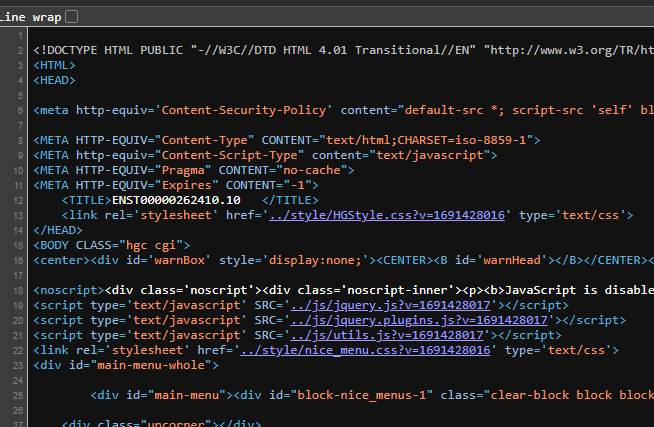 Line wrap
1
2 <!DOCTYPE HTML PUBLIC "-//W3C//DTD HTML 4.01 Transitional//EN" "http://www.w3.org/TR/ht
3 <HTML>
4 <HEAD>
5
6 <meta http-equiv='Content-Security-Policy' content="default-src *; script-src 'self' bl
7
8 <META HTTP-EQUIV="Content-Type" CONTENT="text/html;CHARSET=iso-8859-1">
9 <META http-equiv="Content-Script-Type" content="text/javascript">
10 <META HTTP-EQUIV="Pragma" CONTENT="no-cache">
11 <META HTTP-EQUIV="Expires" CONTENT="-1">
12 <TITLE>ENST00000262410.10 </TITLE>
13 <link rel='stylesheet' href='../style/HGStyle.css?v=1691428016' type='text/css'>
14 </HEAD>
15 <BODY CLASS="hgc cgi">
16 <center><div id='warnBox' style='display:none;'><CENTER><B id='warnHead'></B></CENTER><
17
18 <noscript><div class='noscript'><div class='noscript-inner'><p><b>JavaScript is disable
19 <script type='text/javascript' SRC='../js/jquery.js?v=1691428017'></script>
20 <script type='text/javascript' SRC='../js/jquery.plugins.js?v=1691428017'></script>
21 <script type='text/javascript' SRC='../js/utils.js?v=1691428017'></script>
22 <link rel='stylesheet' href='../style/nice_menu.css?v=1691428016' type='text/css'>
23 <div id="main-menu-whole">
24
25 <div id="main-menu"><div id="block-nice_menus-1" class="clear-block block block
26
27 <div class="upcorner"></div>